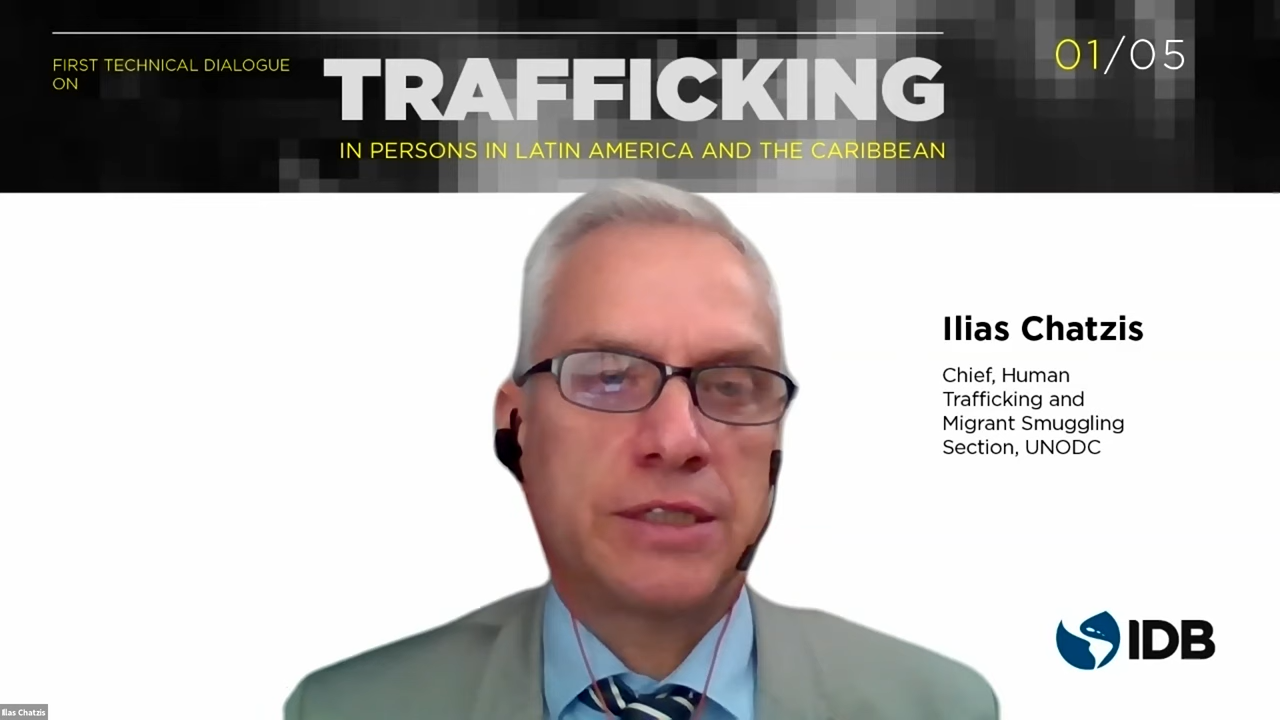 FIRST TECHNICAL DIALOGUE
ON
TRAFFICKING
IN PERSONS IN LATIN AMERICA AND THE CARIBBEAN
01/05
Ilias Chatzis
Chief, Human
Trafficking and
Migrant Smuggling
Section, UNODC
IDB
Ilias Chatzis